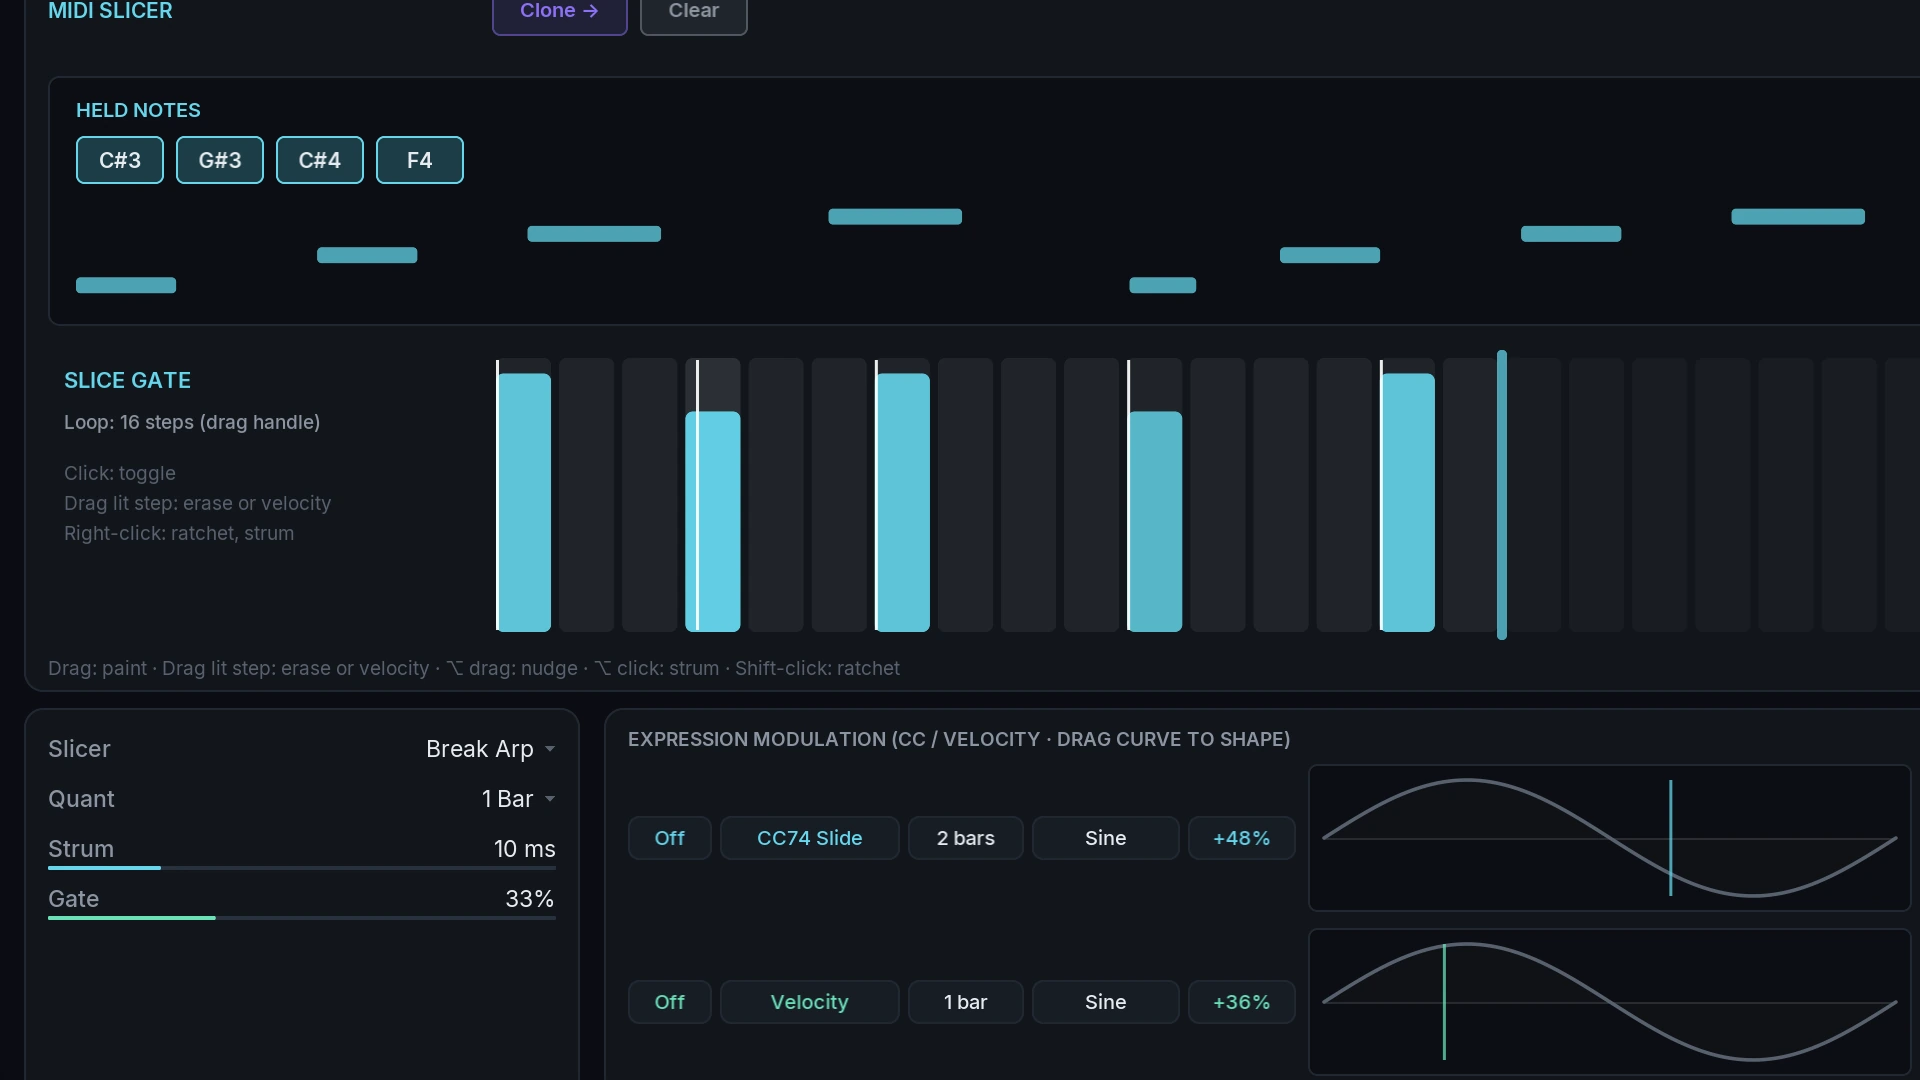 MIDI SLICER
Clone →
Clear
HELD NOTES
C#3 G#3 C#4 F4
SLICE GATE
Loop: 16 steps (drag handle)
Click: toggle
Drag lit step: erase or velocity
Right-click: ratchet, strum
Drag: paint · Drag lit step: erase or velocity · ⌥ drag: nudge · ⌥ click: strum · Shift-click: ratchet
Slicer Break Arp
Quant 1 Bar
Strum 10 ms
Gate 33%
EXPRESSION MODULATION (CC / VELOCITY · DRAG CURVE TO SHAPE)
Off CC74 Slide 2 bars Sine +48%
Off Velocity 1 bar Sine +36%